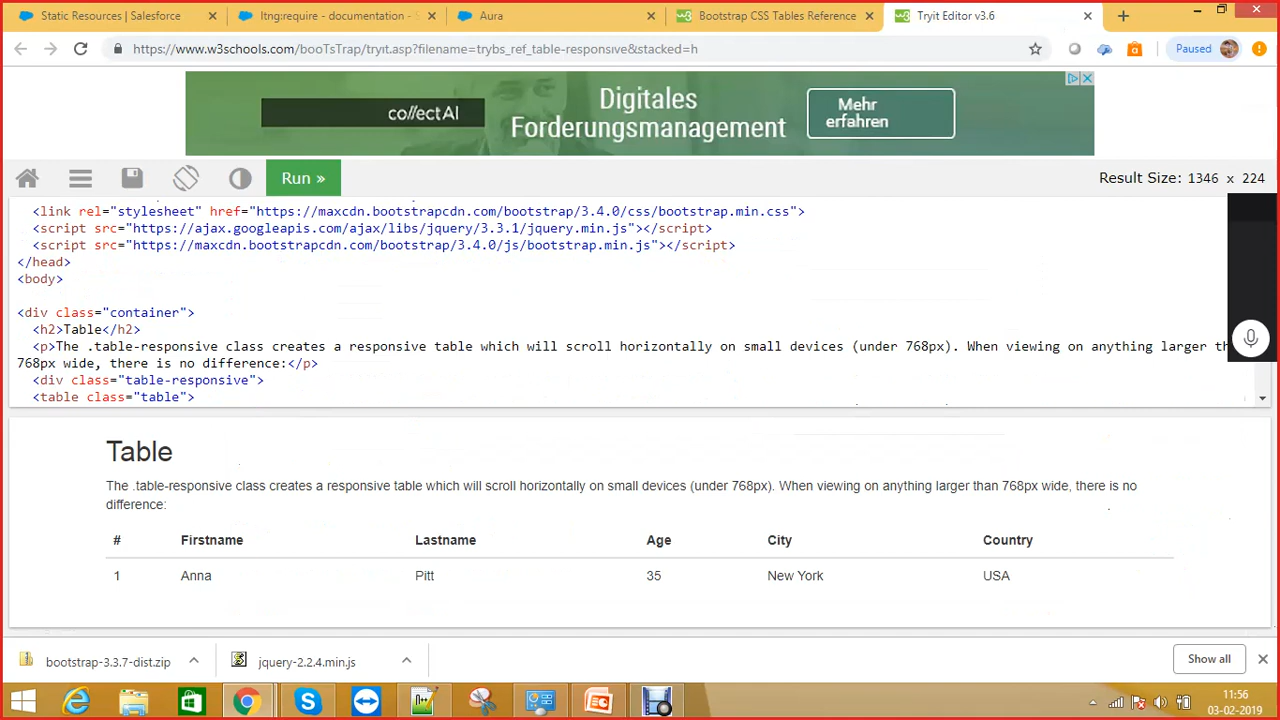 Static Resources | Salesforce
ltng:require - documentation - S
Aura
Bootstrap CSS Tables Reference
Tryit Editor v3.6
https://www.w3schools.com/booTsTrap/tryit.asp?filename=trybs_ref_table-responsive&stacked=h
Paused
collectAI
Digitales
Forderungsmanagement
Mehr
erfahren
Run »
Result Size: 1346 x 224
<link rel="stylesheet" href="https://maxcdn.bootstrapcdn.com/bootstrap/3.4.0/css/bootstrap.min.css">
<script src="https://ajax.googleapis.com/ajax/libs/jquery/3.3.1/jquery.min.js"></script>
<script src="https://maxcdn.bootstrapcdn.com/bootstrap/3.4.0/js/bootstrap.min.js"></script>
</head>
<body>
<div class="container">
<h2>Table</h2>
<p>The .table-responsive class creates a responsive table which will scroll horizontally on small devices (under 768px). When viewing on anything larger th
768px wide, there is no difference:</p>
<div class="table-responsive">
<table class="table">
Table
The .table-responsive class creates a responsive table which will scroll horizontally on small devices (under 768px). When viewing on anything larger than 768px wide, there is no
difference:
# Firstname Lastname Age City Country
1 Anna Pitt 35 New York USA
bootstrap-3.3.7-dist.zip
jquery-2.2.4.min.js
Show all
11:56
03-02-2019